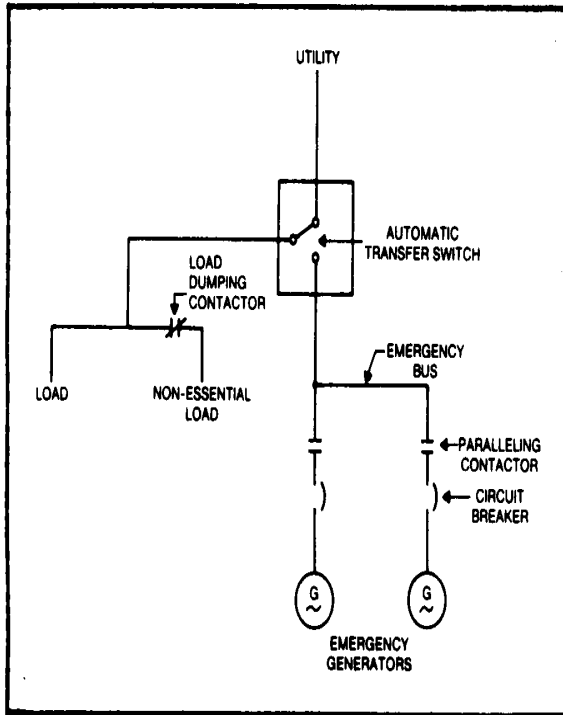 UTILITY
AUTOMATIC
TRANSFER SWITCH
LOAD
DUMPING
CONTACTOR
EMERGENCY
BUS
LOAD
NON-ESSENTIAL
LOAD
PARALLELING
CONTACTOR
CIRCUIT
BREAKER
G
G
EMERGENCY
GENERATORS